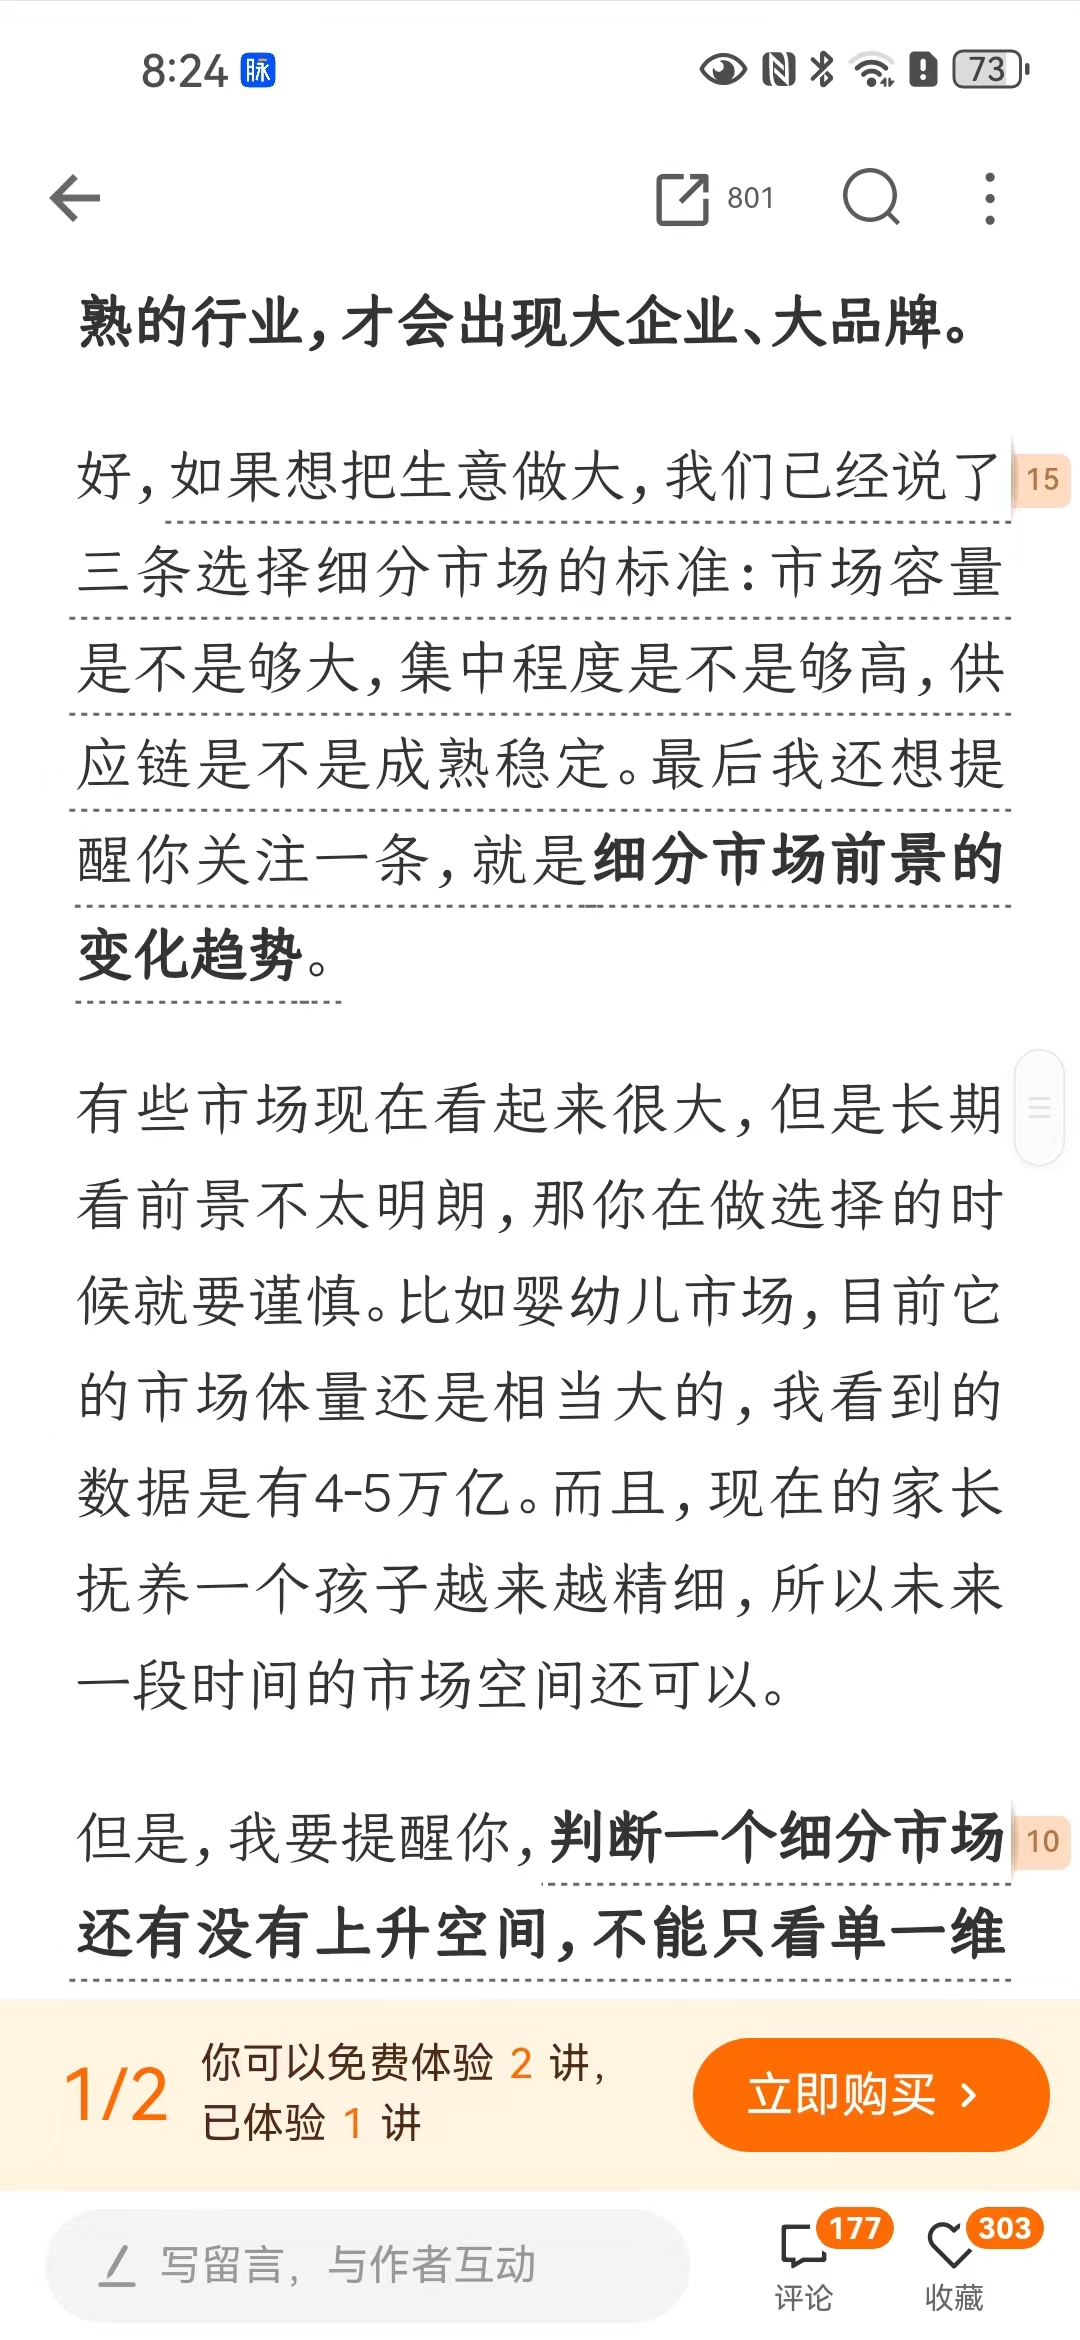 8:24 脉 73
801
熟的行业,才会出现大企业、大品牌。
好,如果想把生意做大,我们已经说了 15
三条选择细分市场的标准:市场容量
是不是够大,集中程度是不是够高,供
应链是不是成熟稳定。最后我还想提
醒你关注一条,就是细分市场前景的
变化趋势。
有些市场现在看起来很大,但是长期
看前景不太明朗,那你在做选择的时
候就要谨慎。比如婴幼儿市场,目前它
的市场体量还是相当大的,我看到的
数据是有4-5万亿。而且,现在的家长
抚养一个孩子越来越精细,所以未来
一段时间的市场空间还可以。
但是,我要提醒你,判断一个细分市场 10
还有没有上升空间,不能只看单一维
1/2
你可以免费体验 2 讲,
已体验 1 讲
立即购买
写留言,与作者互动
177
评论
303
收藏